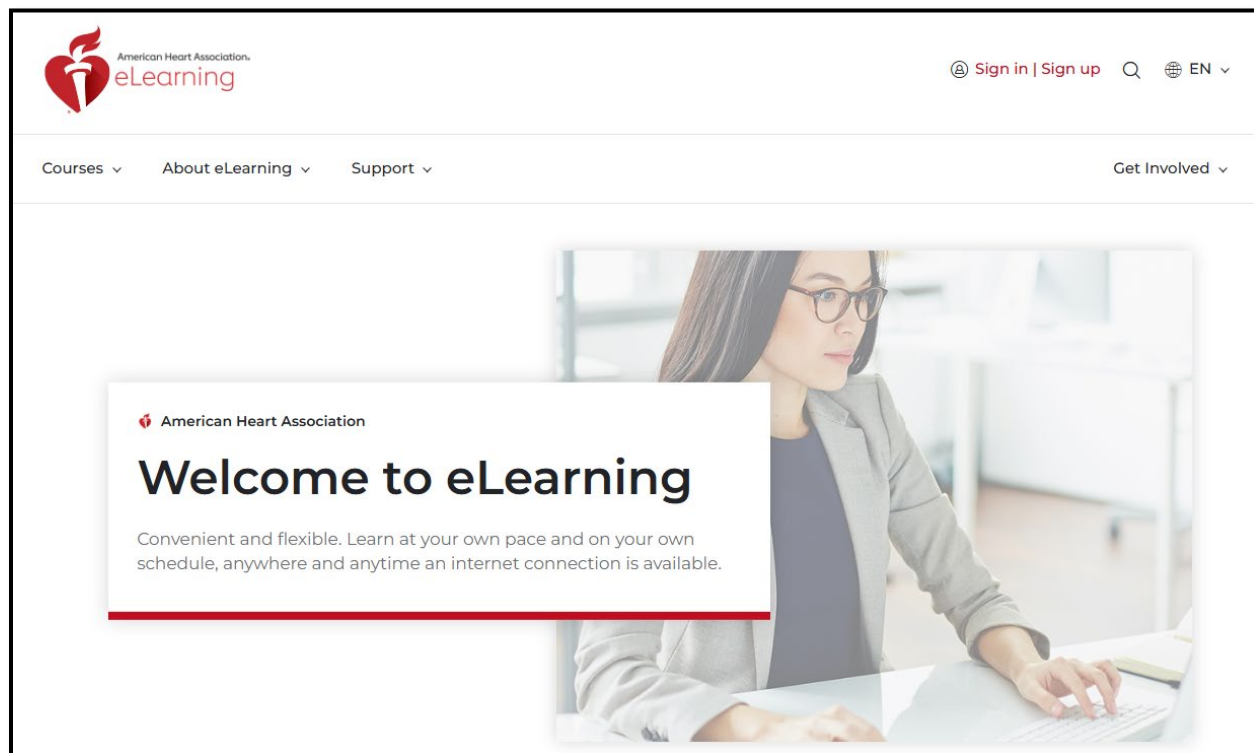 American Heart Association®
eLearning
Sign in | Sign up
EN
Courses
About eLearning
Support
Get Involved
American Heart Association
Welcome to eLearning
Convenient and flexible. Learn at your own pace and on your own
schedule, anywhere and anytime an internet connection is available.